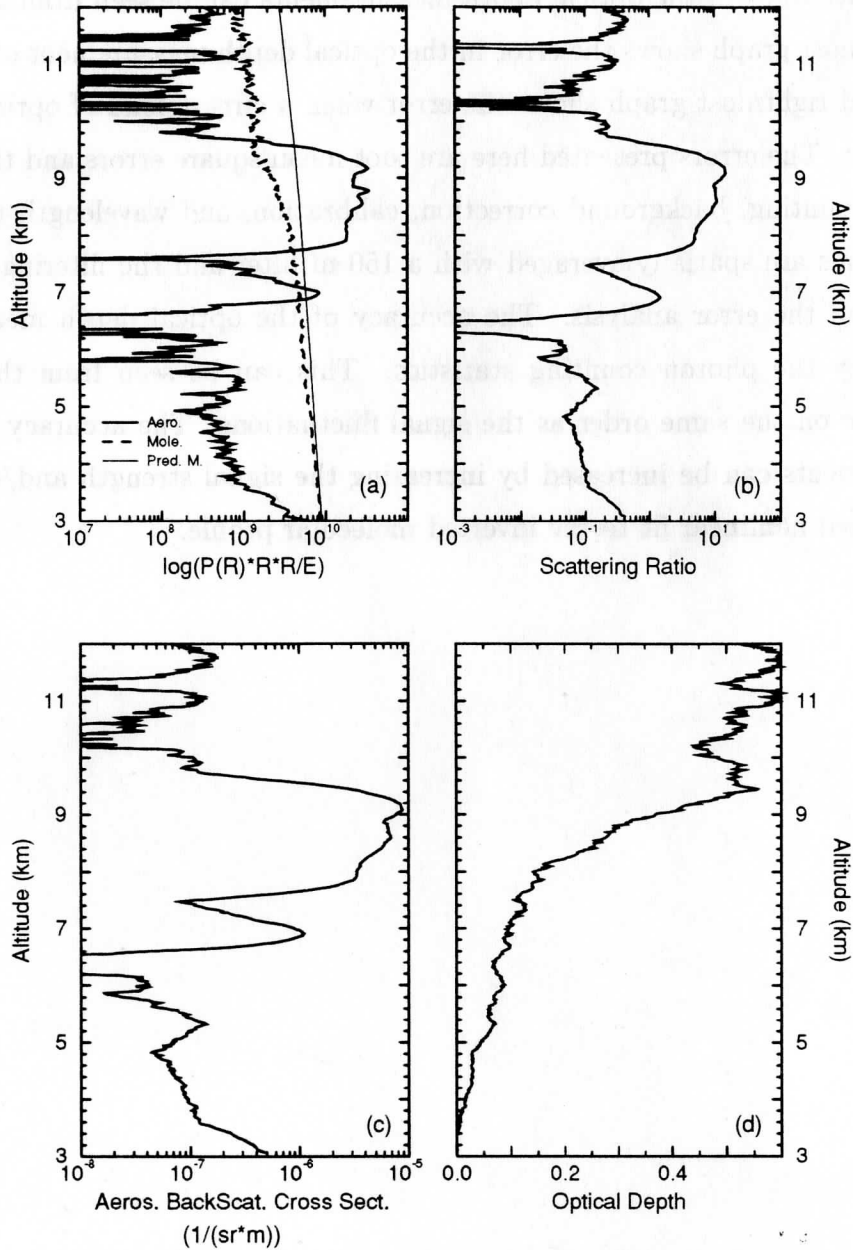 11
9
7
5
3
Altitude (km)
Aero.
Mole.
Pred. M.
(a)
10^7
10^8
10^9
10^10
log(P(R)*R*R/E)
(b)
10^-3
10^-1
10^1
Scattering Ratio
11
9
7
5
3
Altitude (km)
11
9
7
5
3
Altitude (km)
(c)
10^-8
10^-7
10^-6
10^-5
Aeros. BackScat. Cross Sect.
(1/(sr*m))
(d)
0.0
0.2
0.4
Optical Depth
11
9
7
5
3
Altitude (km)